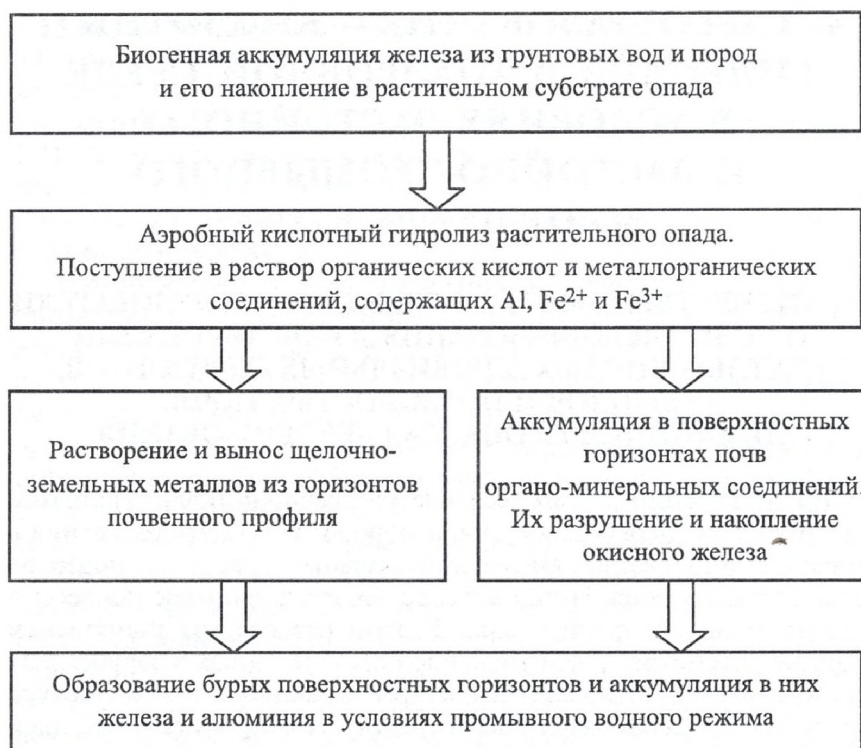 Биогенная аккумуляция железа из грунтовых вод и пород
и его накопление в растительном субстрате опада
Аэробный кислотный гидролиз растительного опада.
Поступление в раствор органических кислот и металлорганических
соединений, содержащих Al, Fe²⁺ и Fe³⁺
Растворение и вынос щелочно-
земельных металлов из горизонтов
почвенного профиля
Аккумуляция в поверхностных
горизонтах почв
органо-минеральных соединений.
Их разрушение и накопление
окисного железа
Образование бурых поверхностных горизонтов и аккумуляция в них
железа и алюминия в условиях промывного водного режима